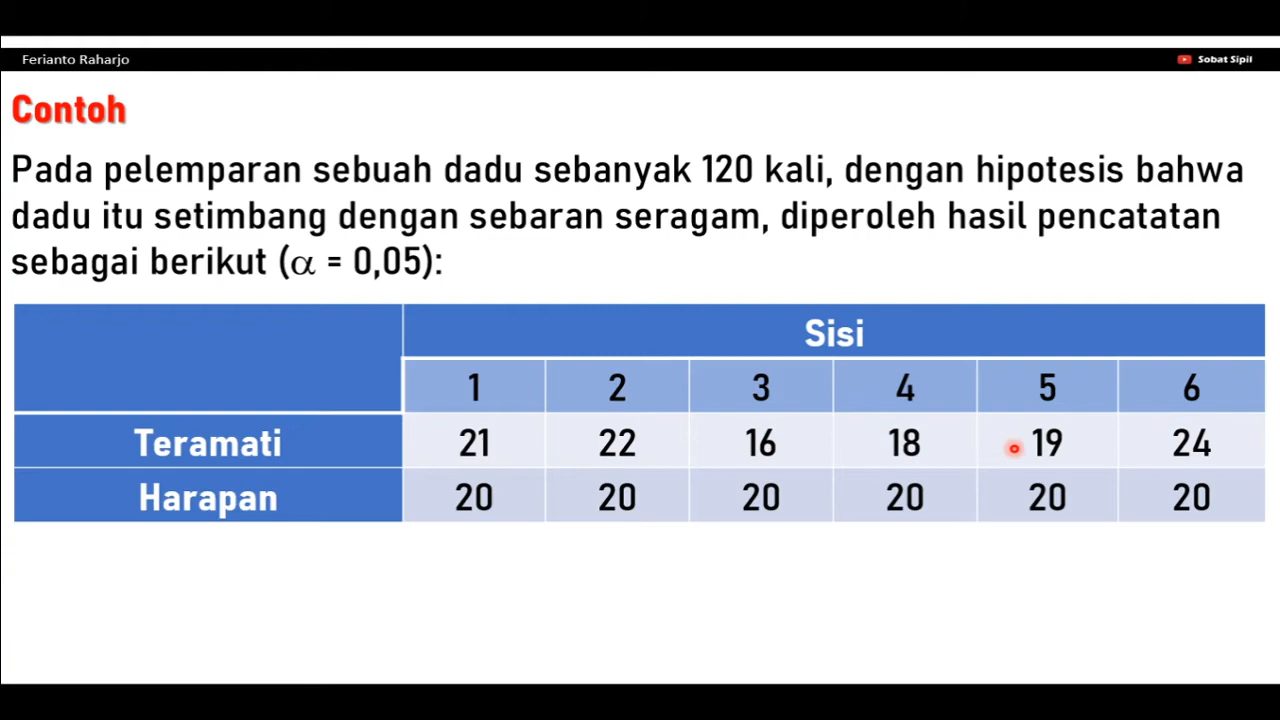 Ferianto Raharjo
Sobat Sipil
Contoh
Pada pelemparan sebuah dadu sebanyak 120 kali, dengan hipotesis bahwa
dadu itu setimbang dengan sebaran seragam, diperoleh hasil pencatatan
sebagai berikut (α = 0,05):
Sisi
1 2 3 4 5 6
Teramati 21 22 16 18 19 24
Harapan 20 20 20 20 20 20